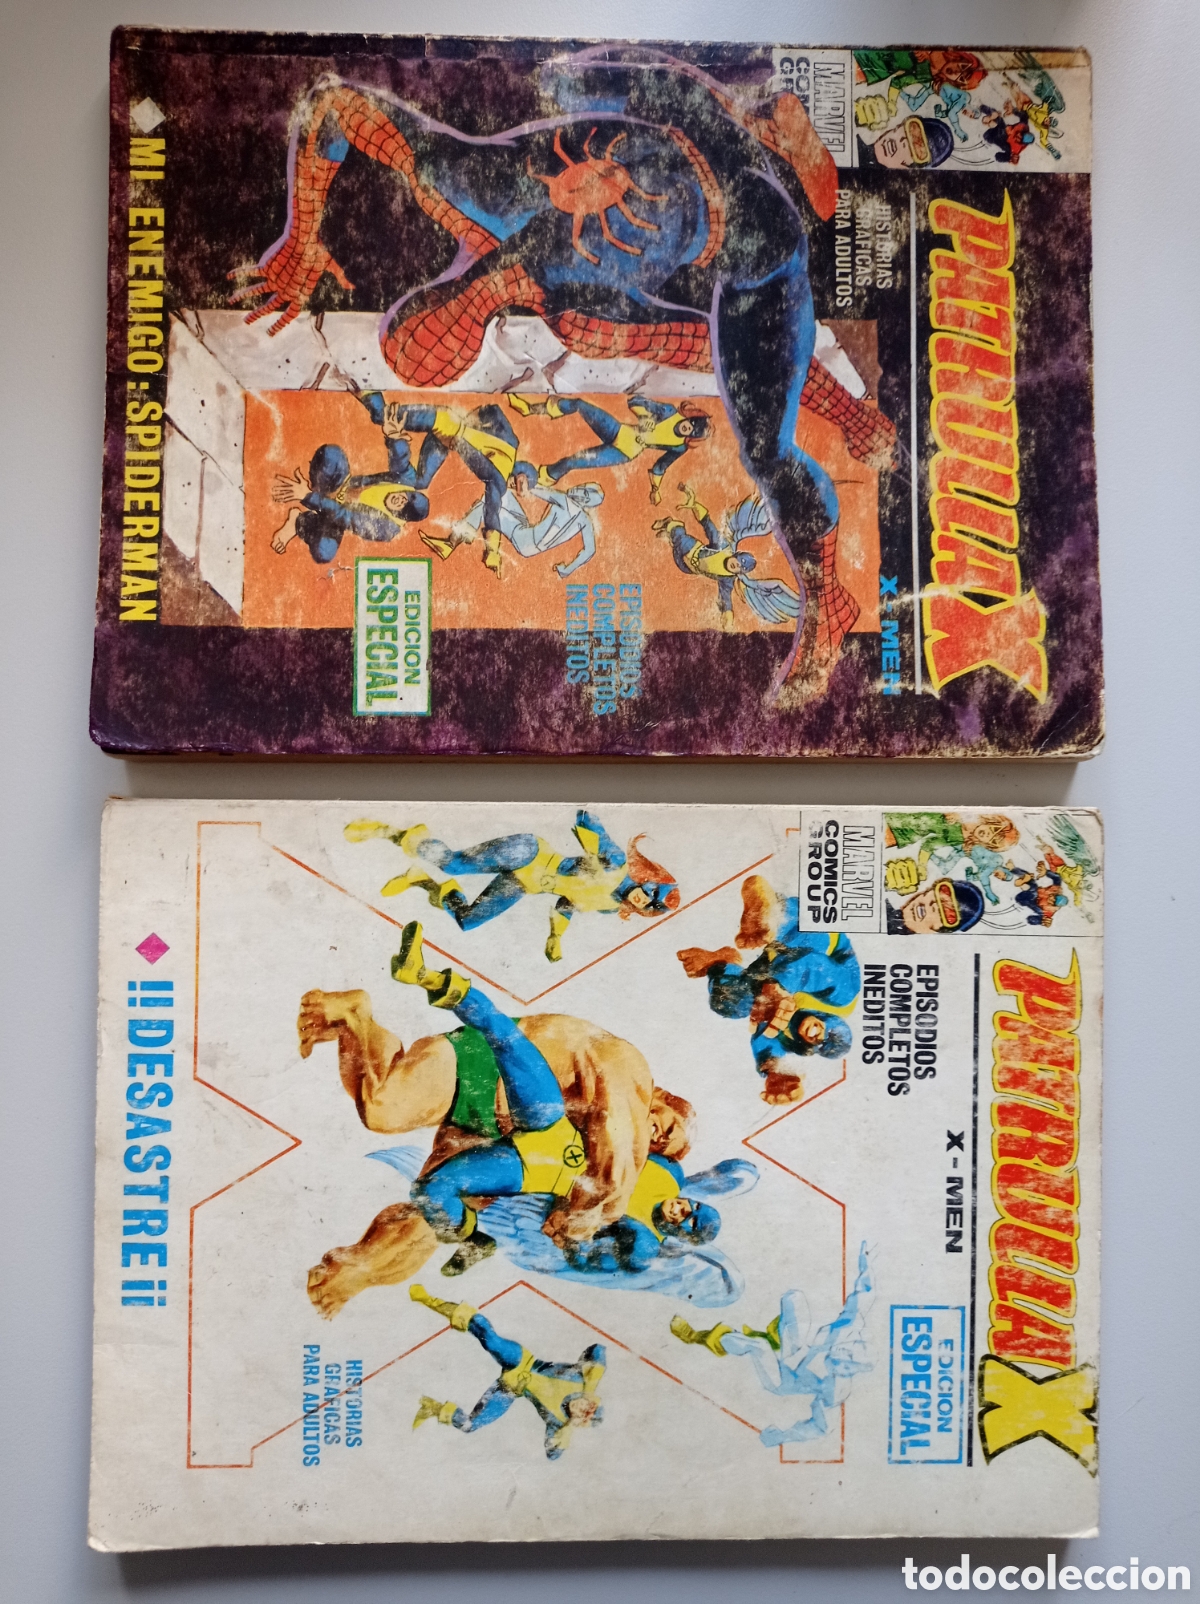 MARVEL
COMICS
PATRULLA X
HISTORIAS
GRAFICAS
PARA ADULTOS
X-MEN
EPISODIOS
COMPLETOS
INEDITOS
EDICION
ESPECIAL
MI ENEMIGO: SPIDERMAN
MARVEL
COMICS
GROUP
PATRULLA X
X-MEN
EPISODIOS
COMPLETOS
INEDITOS
EDICION
ESPECIAL
HISTORIAS
GRAFICAS
PARA ADULTOS
¡¡DESASTRE¡¡
todocoleccion